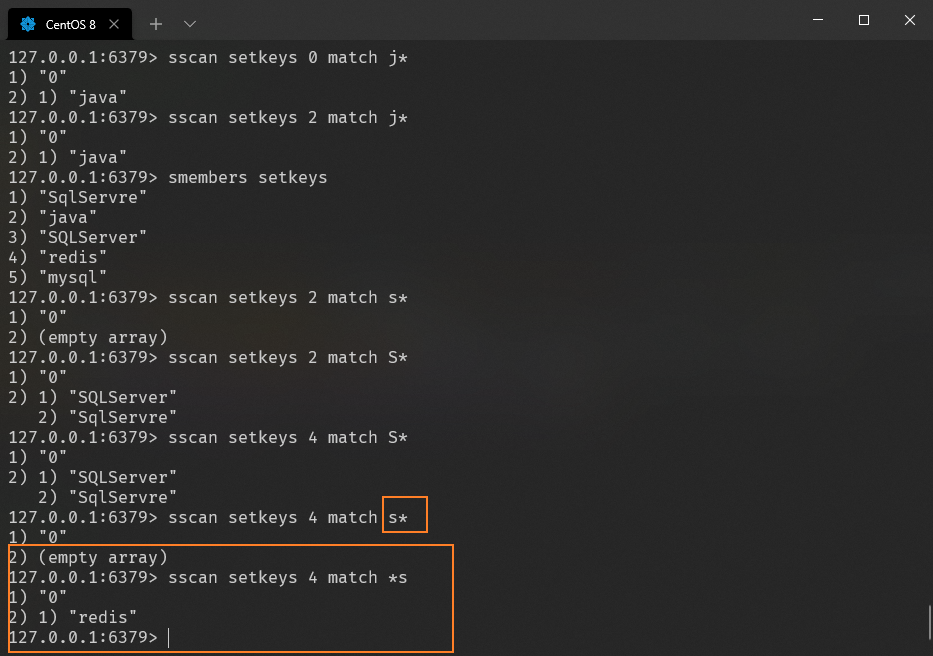 CentOS 8
127.0.0.1:6379> sscan setkeys 0 match j*
1) "0"
2) 1) "java"
127.0.0.1:6379> sscan setkeys 2 match j*
1) "0"
2) 1) "java"
127.0.0.1:6379> smembers setkeys
1) "SqlServre"
2) "java"
3) "SQLServer"
4) "redis"
5) "mysql"
127.0.0.1:6379> sscan setkeys 2 match s*
1) "0"
2) (empty array)
127.0.0.1:6379> sscan setkeys 2 match S*
1) "0"
2) 1) "SQLServer"
   2) "SqlServre"
127.0.0.1:6379> sscan setkeys 4 match S*
1) "0"
2) 1) "SQLServer"
   2) "SqlServre"
127.0.0.1:6379> sscan setkeys 4 match s*
1) "0"
2) (empty array)
127.0.0.1:6379> sscan setkeys 4 match *s
1) "0"
2) 1) "redis"
127.0.0.1:6379>